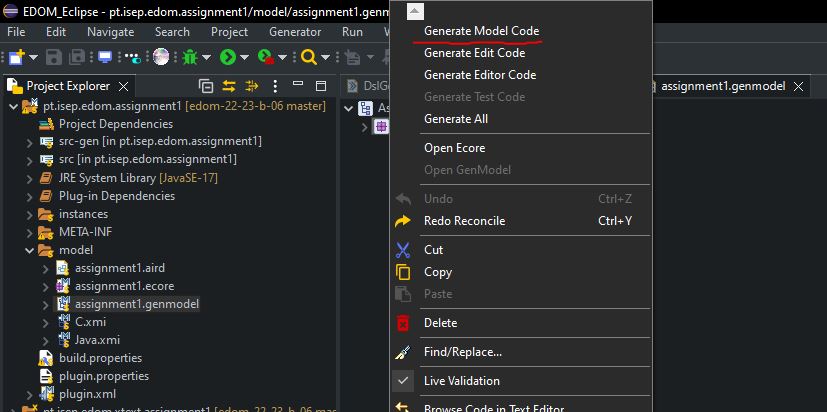 EDOM_Eclipse - pt.isep.edom.assignment1/model/assignment1.genm
File Edit Navigate Search Project Generator Run
Project Explorer
assignment1.genmodel
pt.isep.edom.assignment1 [edom-22-23-b-06 master]
Project Dependencies
src-gen [in pt.isep.edom.assignment1]
src [in pt.isep.edom.assignment1]
JRE System Library [JavaSE-17]
Plug-in Dependencies
instances
META-INF
model
assignment1.aird
assignment1.ecore
assignment1.genmodel
C.xmi
Java.xmi
build.properties
plugin.properties
plugin.xml
pt.isep.edom.xtext.assignment1 [edom-22-23-b-06 master]
DslG
As
Generate Model Code
Generate Edit Code
Generate Editor Code
Generate Test Code
Generate All
Open Ecore
Open GenModel
Undo Ctrl+Z
Redo Reconcile Ctrl+Y
Cut
Copy
Paste
Delete
Find/Replace...
Live Validation
Browse Code in Text Editor